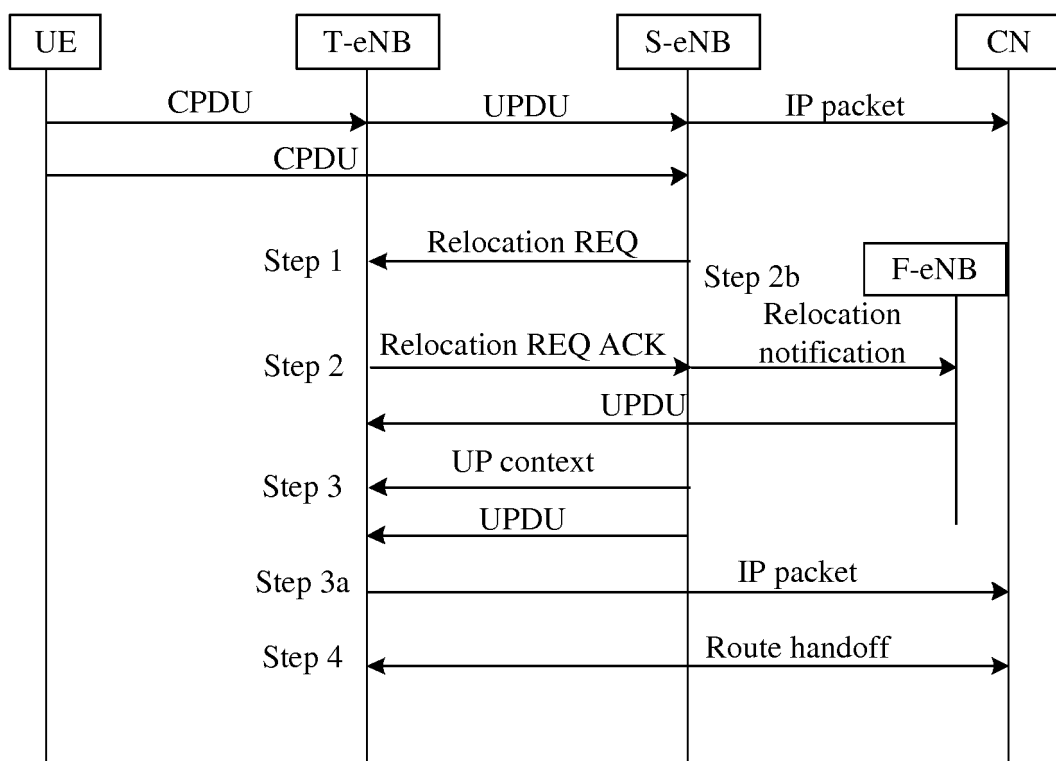 UE
T-eNB
S-eNB
CN
CPDU
UPDU
IP packet
CPDU
Step 1
Relocation REQ
Step 2b
F-eNB
Step 2
Relocation REQ ACK
Relocation
notification
UPDU
Step 3
UP context
UPDU
Step 3a
IP packet
Step 4
Route handoff